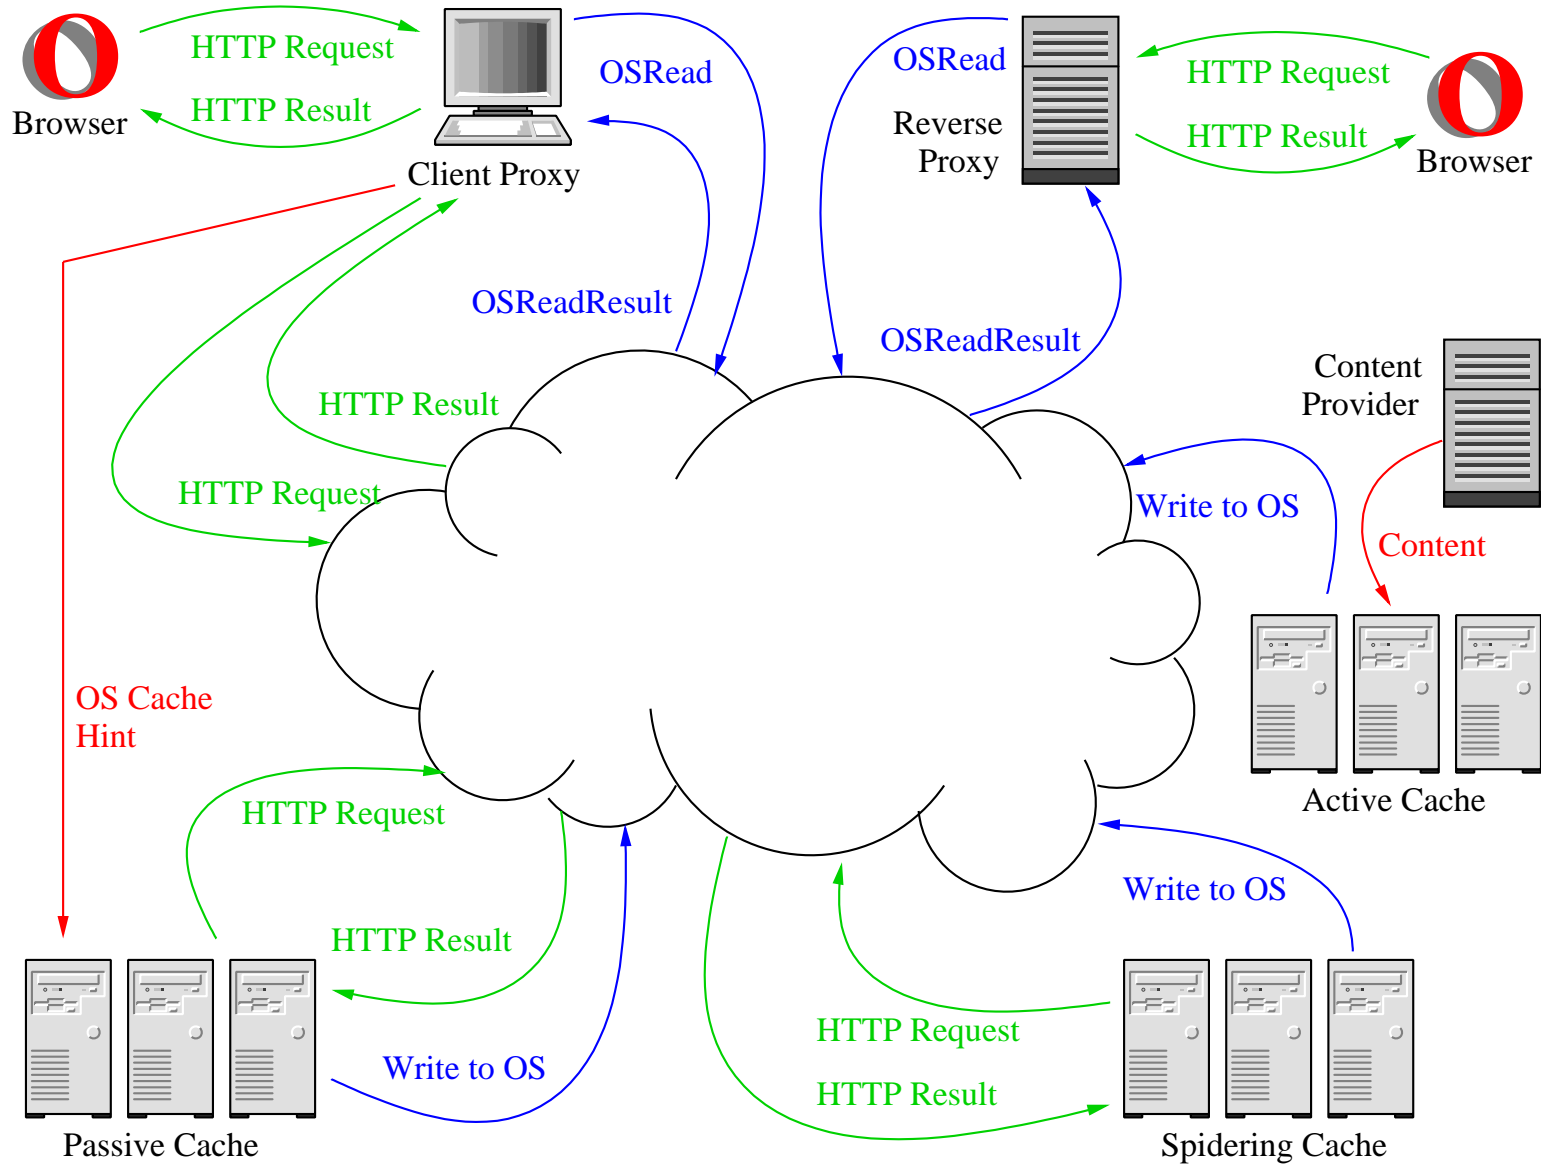 HTTP Request
HTTP Result
Browser
Client Proxy
OSRead
OSReadResult
OSRead
Reverse
Proxy
OSReadResult
HTTP Request
HTTP Result
Browser
HTTP Result
HTTP Request
Content
Provider
Write to OS
Content
Active Cache
OS Cache
Hint
HTTP Request
HTTP Result
Write to OS
Passive Cache
Write to OS
HTTP Request
HTTP Result
Spidering Cache